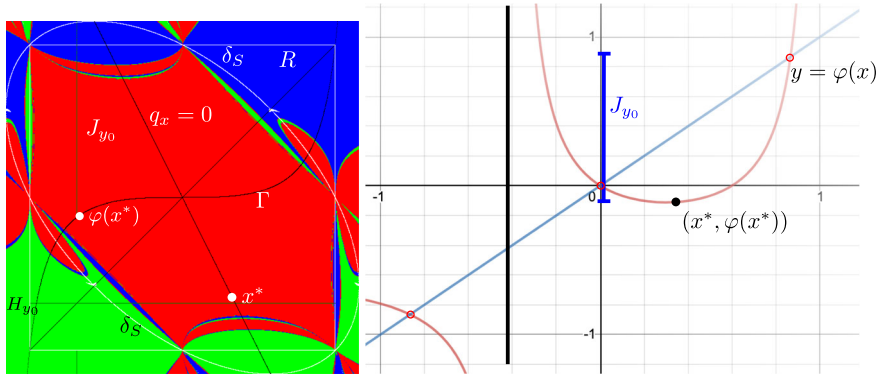 δ_S
R
q_x = 0
J_{y_0}
Γ
φ(x*)
x*
H_{y_0}
δ_S
1
J_{y_0}
y = φ(x)
-1
0
1
(x*, φ(x*))
-1